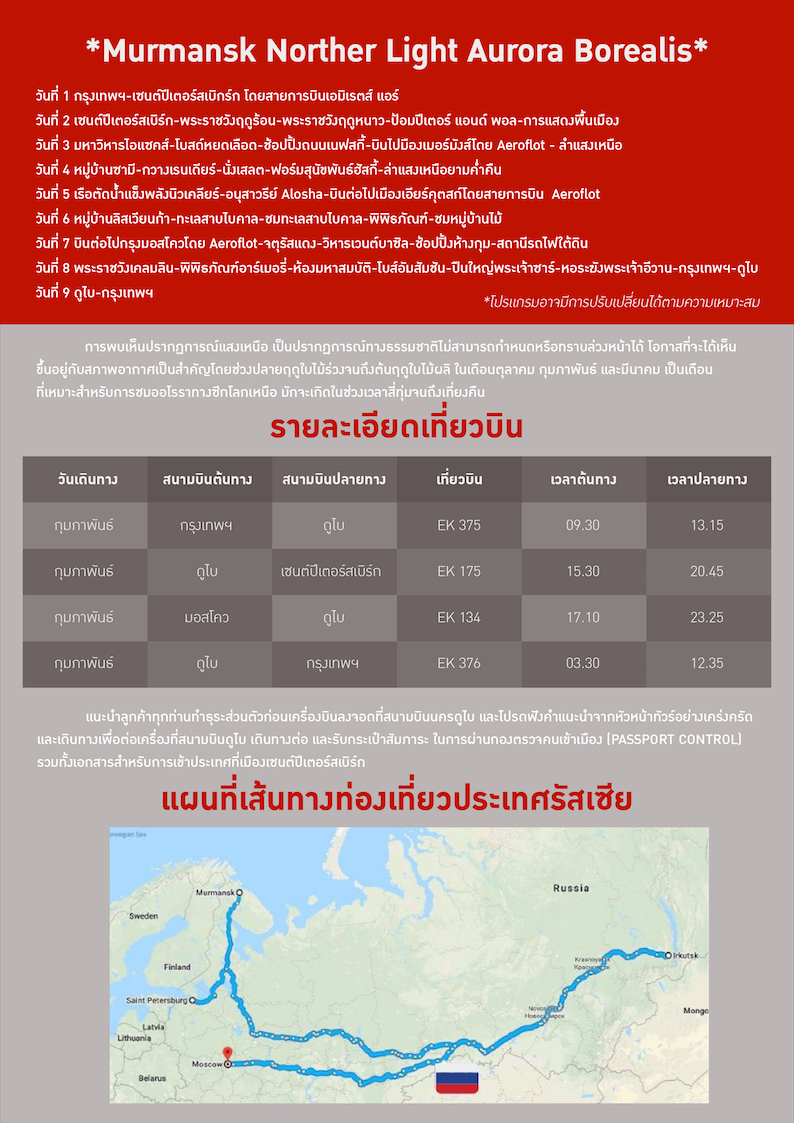 *Murmansk Norther Light Aurora Borealis*
วันที่ 1 กรุงเทพฯ-เซนต์ปีเตอร์สเบิกร์ก โดยสายการบินเอมิเรตส์ แอร์
วันที่ 2 เซนต์ปีเตอร์สเบิร์ก-พระราชวังฤดูร้อน-พระราชวังฤดูหนาว-ป้อมปีเตอร์ แอนด์ พอล-การแสดงพื้นเมือง
วันที่ 3 มหาวิหารไอแซคส์-โบสถ์หยดเลือด-ช้อปปิ้งถนนเนฟสกี้-บินไปมืองเมอร์มังส์โดย Aeroflot - ล่ำแสงเหนือ
วันที่ 4 หมู่บ้านซามี-กวางเรนเดียร์-นั่งเสลต-ฟอร์มสุนัขพันธ์ฮัสกี้-ล่าแสงเหนือยามค่ำคืน
วันที่ 5 เรือตัดน้ำแข็งพลังนิวเคลียร์-อนุสาวรีย์ Alosha-บินต่อไปเมืองเอียร์คุตสก์โดยสายการบิน Aeroflot
วันที่ 6 หมู่บ้านลิสเวียนก้า-ทะเลสาบไบคาล-ชมทะเลสาบไบคาล-พิพิธภัณฑ์-ชมหมู่บ้านไม้
วันที่ 7 บินต่อไปกรุงมอสโควโดย Aeroflot-จตุรัสแดง-วิหารเวนต์บาซิล-ช้อปปิ้งห้างกุม-สถานีรถไฟใต้ดิน
วันที่ 8 พระราชวังเคลมลิน-พิพิธภัณฑ์อาร์เมอรี่-ห้องมหาสมบัติ-โบส์อัมสัมชัน-ปืนใหญ่พระเจ้าซาร์-หอระฆังพระเจ้าอีวาน-กรุงเทพฯ-ดูไบ
วันที่ 9 ดูไบ-กรุงเทพฯ
*โปรแกรมอาจมีการปรับเปลี่ยนได้ตามความเหมาะสม
การพบเห็นปรากฏการณ์แสงเหนือ เป็นปรากฏการณ์ทางธรรมชาติไม่สามารถกำหนดหรือทราบล่วงหน้าได้ โอกาสที่จะได้เห็น
ขึ้นอยู่กับสภาพอากาศเป็นสำคัญโดยช่วงปลายฤดูใบไม้ร่วงจนถึงต้นฤดูใบไม้ผลิ ในเดือนตุลาคม กุมภาพันธ์ และมีนาคม เป็นเดือน
ที่เหมาะสำหรับการชมออโรราทางซีกโลกเหนือ มักจะเกิดในช่วงเวลาสี่ทุ่มจนถึงเที่ยงคืน
รายละเอียดเที่ยวบิน
วันเดินทาง สนามบินต้นทาง สนามบินปลายทาง เที่ยวบิน เวลาต้นทาง เวลาปลายทาง
กุมภาพันธ์ กรุงเทพฯ ดูไบ EK 375 09.30 13.15
กุมภาพันธ์ ดูไบ เซนต์ปีเตอร์สเบิร์ก EK 175 15.30 20.45
กุมภาพันธ์ มอสโคว ดูไบ EK 134 17.10 23.25
กุมภาพันธ์ ดูไบ กรุงเทพฯ EK 376 03.30 12.35
แนะนำลูกค้าทุกท่านทำธุระส่วนตัวก่อนเครื่องบินลงจอดที่สนามบินนครดูไบ และโปรดฟังคำแนะนำจากหัวหน้าทัวร์อย่างเคร่งครัด
และเดินทางเพื่อต่อเครื่องที่สนามบินดูไบ เดินทางต่อ และรับกระเป๋าสัมภาระ ในการผ่านกองตรวจคนเข้าเมือง (PASSPORT CONTROL)
รวมทั้งเอกสารสำหรับการเข้าประเทศที่เมืองเซนต์ปีเตอร์สเบิร์ก
แผนที่เส้นทางท่องเที่ยวประเทศรัสเซีย
rwegian Sea
Murmansk
Russia
Sweden
Finland
Krasnoyarsk
Красноярск
Irkutsk
Saint Petersburg
Novos
Новосибирск
Mongo
Latvia
Lithuania
Moscow
Belarus